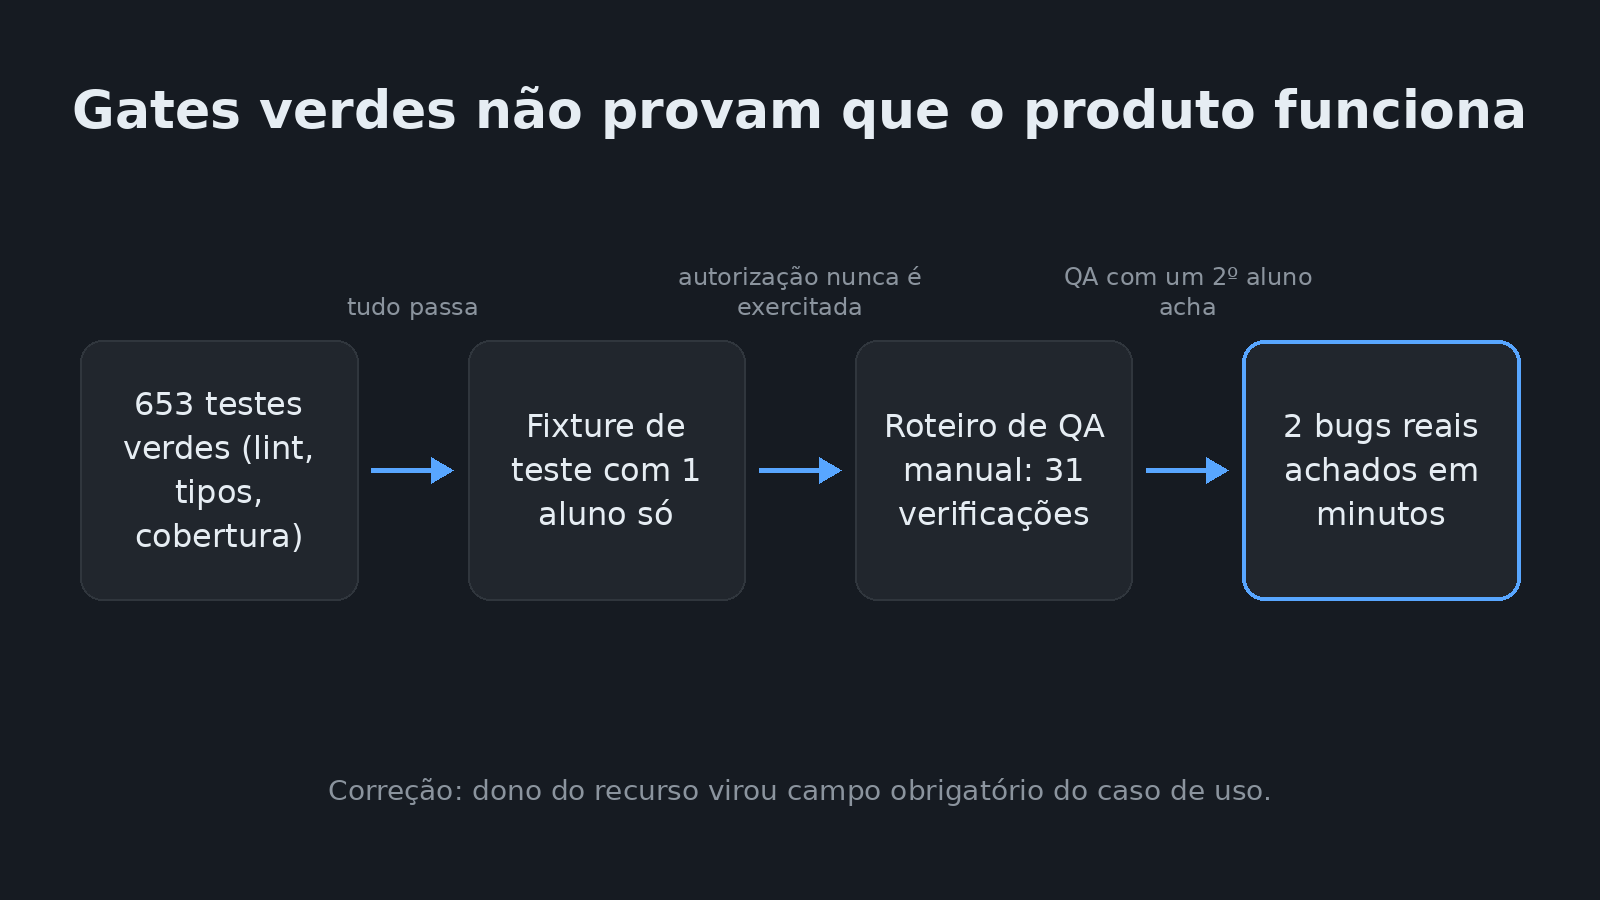 Gates verdes não provam que o produto funciona
tudo passa
autorização nunca é
exercitada
QA com um 2º aluno
acha
653 testes
verdes (lint,
tipos,
cobertura)
Fixture de
teste com 1
aluno só
Roteiro de QA
manual: 31
verificações
2 bugs reais
achados em
minutos
Correção: dono do recurso virou campo obrigatório do caso de uso.